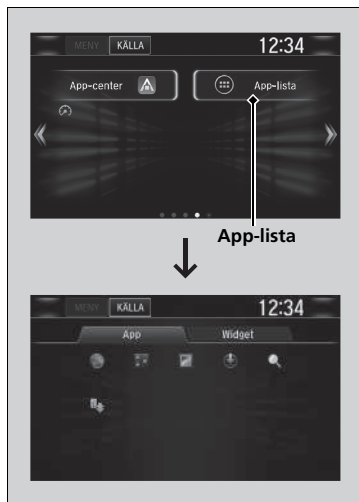 MENY KÄLLA 12:34
App-center App-lista
App-lista
MENY KÄLLA 12:34
App Widget